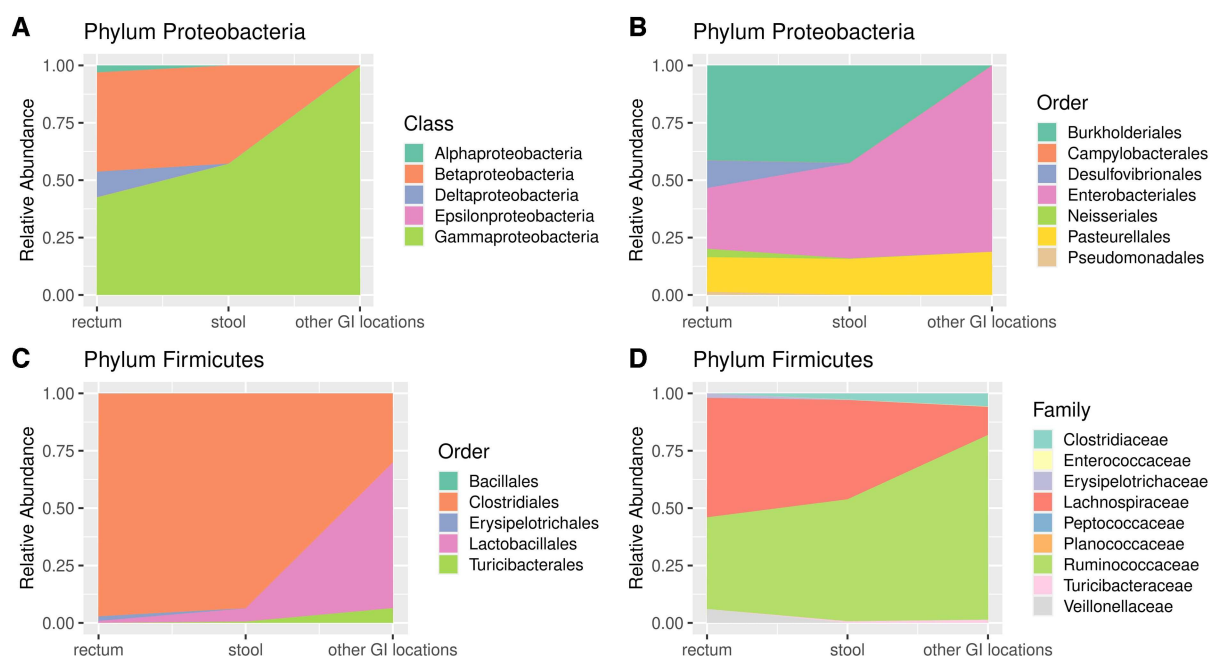 A
Phylum Proteobacteria
Relative Abundance
1.00
0.75
0.50
0.25
0.00
rectum
stool
other GI locations
Class
Alphaproteobacteria
Betaproteobacteria
Deltaproteobacteria
Epsilonproteobacteria
Gammaproteobacteria
B
Phylum Proteobacteria
Relative Abundance
1.00
0.75
0.50
0.25
0.00
rectum
stool
other GI locations
Order
Burkholderiales
Campylobacterales
Desulfovibrionales
Enterobacteriales
Neisseriales
Pasteurellales
Pseudomonadales
C
Phylum Firmicutes
Relative Abundance
1.00
0.75
0.50
0.25
0.00
rectum
stool
other GI locations
Order
Bacillales
Clostridiales
Erysipelotrichales
Lactobacillales
Turicibacterales
D
Phylum Firmicutes
Relative Abundance
1.00
0.75
0.50
0.25
0.00
rectum
stool
other GI locations
Family
Clostridiaceae
Enterococcaceae
Erysipelotrichaceae
Lachnospiraceae
Peptococcaceae
Planococcaceae
Ruminococcaceae
Turicibacteraceae
Veillonellaceae